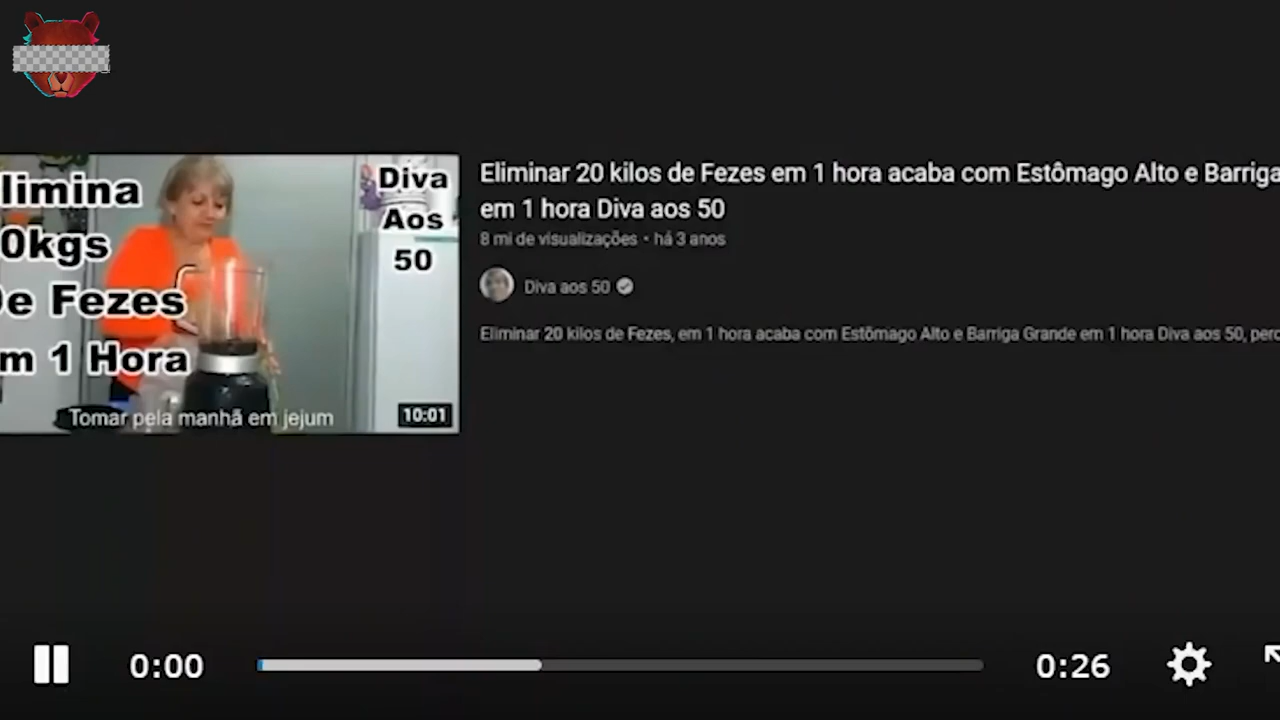 limina
0kgs
De Fezes
m 1 Hora
Diva
Aos
50
Tomar pela manhã em jejum
10:01
Eliminar 20 kilos de Fezes em 1 hora acaba com Estômago Alto e Barriga
em 1 hora Diva aos 50
8 mi de visualizações • há 3 anos
Diva aos 50
Eliminar 20 kilos de Fezes, em 1 hora acaba com Estômago Alto e Barriga Grande em 1 hora Diva aos 50, perc
0:00
0:26